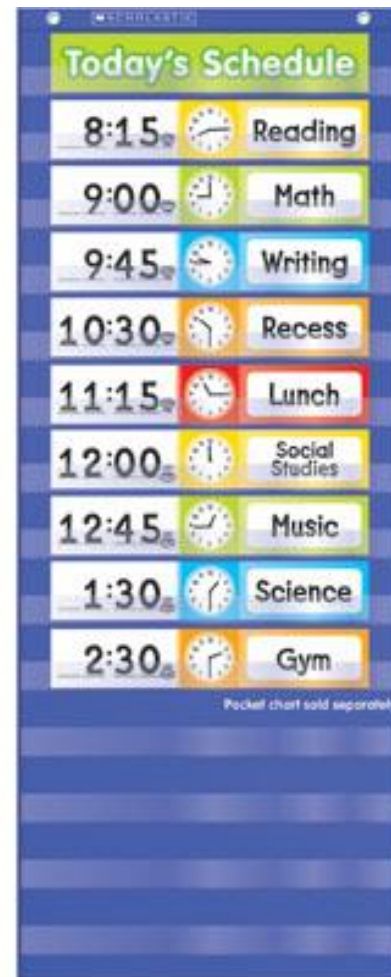 SCHOLASTIC
Today's Schedule
8:15 Reading
9:00 Math
9:45 Writing
10:30 Recess
11:15 Lunch
12:00 Social Studies
12:45 Music
1:30 Science
2:30 Gym
Pocket chart sold separately